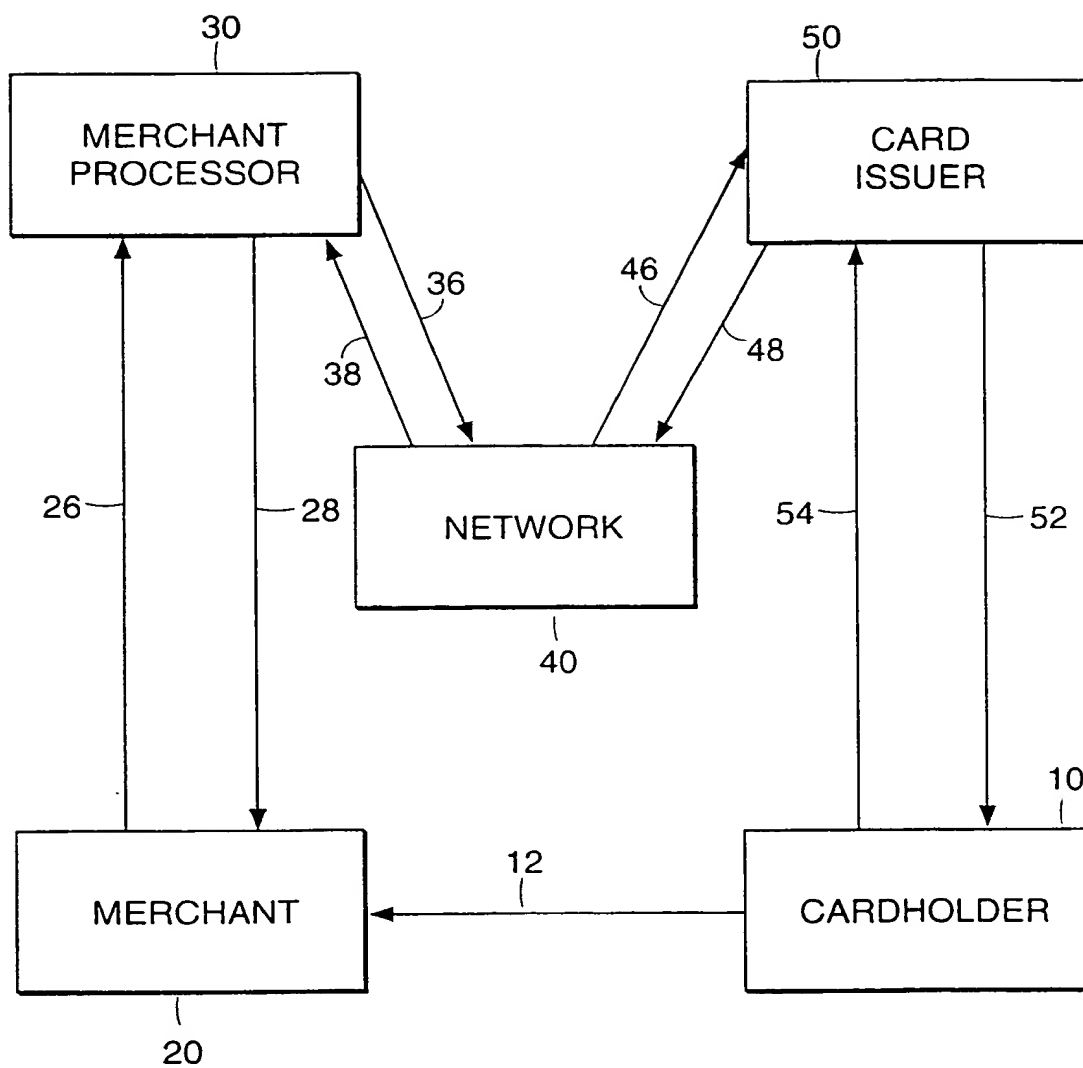 30
50
MERCHANT
PROCESSOR
CARD
ISSUER
36
46
38
48
26
28
NETWORK
54
52
40
10
12
MERCHANT
CARDHOLDER
20